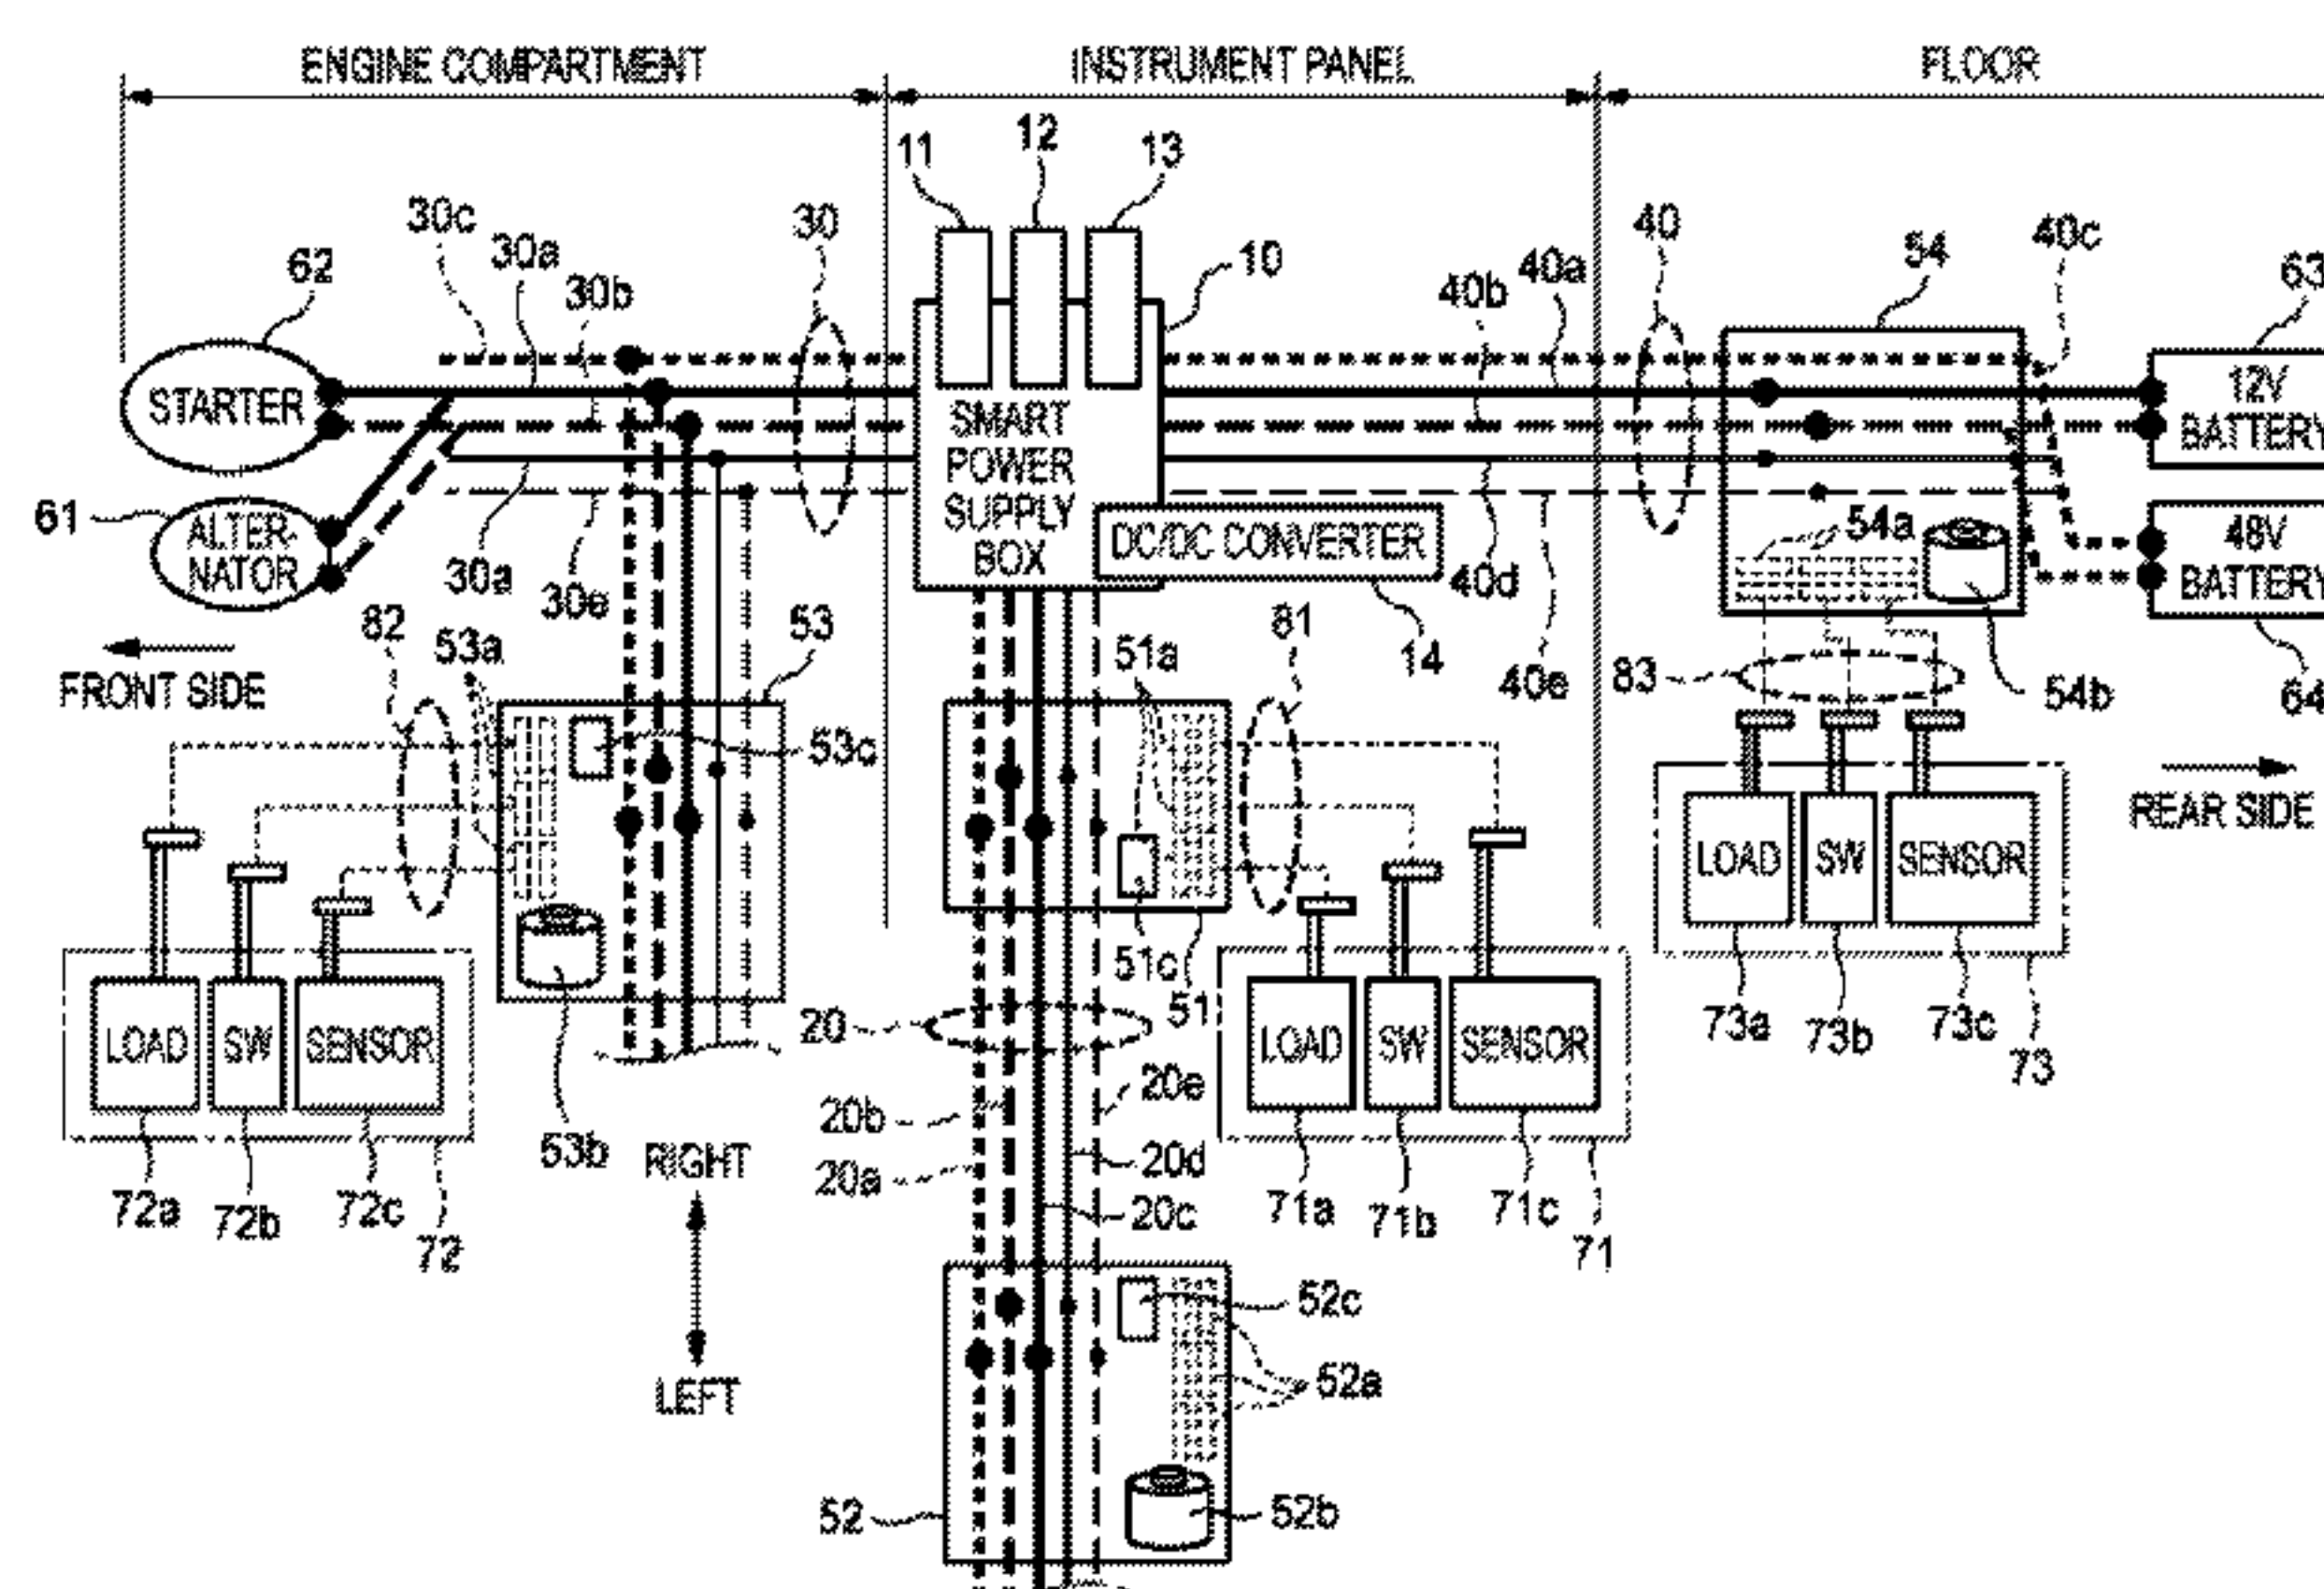 ENGINE COMPARTMENT
INSTRUMENT PANEL
FLOOR
11
12
13
30c
30a
30b
30
62
10
40b
40a
40
54
40c
63
STARTER
SMART
POWER
SUPPLY
BOX
12V
BATTERY
61
ALTER-
NATOR
30a
30e
DC/DC CONVERTER
40d
40e
14
54a
48V
BATTERY
64
54b
83
FRONT SIDE
82
53a
53
53c
51a
81
REAR SIDE
LOAD
SW
SENSOR
73a
73b
73c
73
51c
51
20
LOAD
SW
SENSOR
72a
72b
72c
72
53b
20b
20a
20e
20d
20c
LOAD
SW
SENSOR
71a
71b
71c
71
RIGHT
LEFT
52c
52a
52
52b